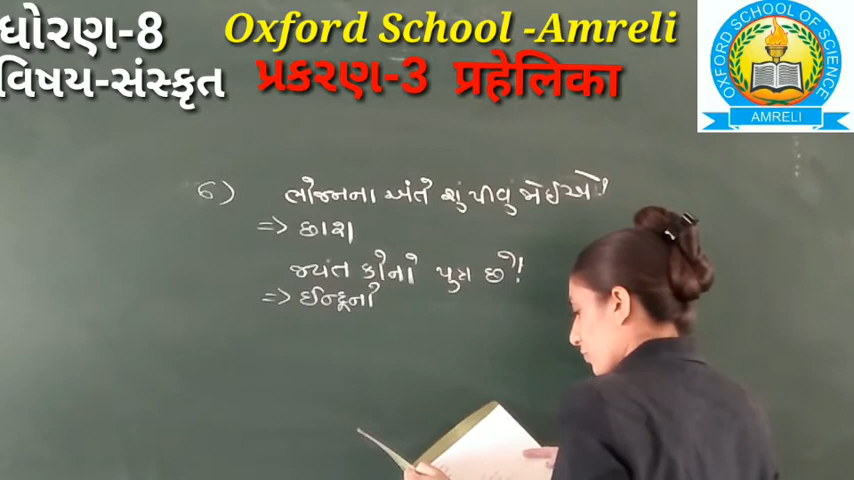 ધોરણ-8
Oxford School -Amreli
વિષય-સંસ્કૃત
પ્રકરણ-3 પ્રહેલિકા
OXFORD SCHOOL OF SCIENCE
AMRELI
૬) ભોજનના અંતે શું પીવું જોઈએ?
=> છાશ
જયંત કોનો પુત્ર છે?
=> ઈન્દ્રનો